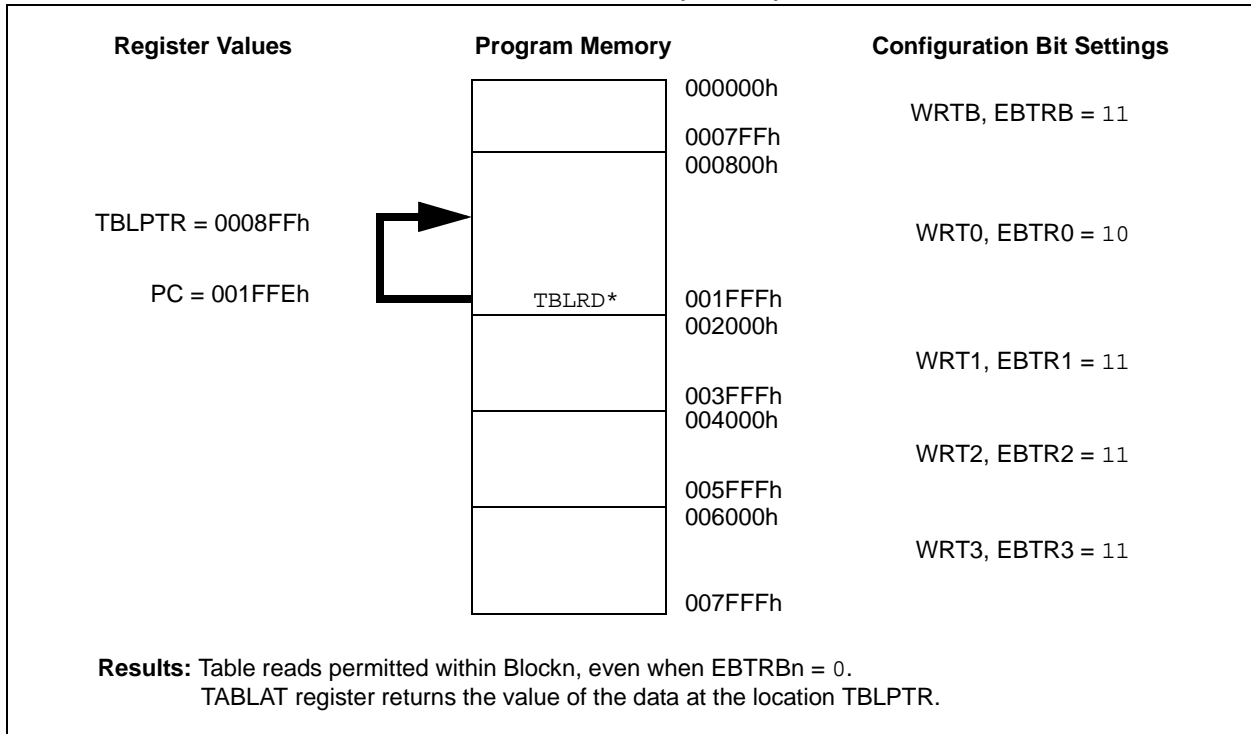 Register Values Program Memory Configuration Bit Settings
000000h
WRTB, EBTRB = 11
0007FFh
000800h
TBLPTR = 0008FFh
WRT0, EBTR0 = 10
PC = 001FFEh
TBLRD*
001FFFh
002000h
WRT1, EBTR1 = 11
003FFFh
004000h
WRT2, EBTR2 = 11
005FFFh
006000h
WRT3, EBTR3 = 11
007FFFh
Results: Table reads permitted within Blockn, even when EBTRBn = 0.
TABLAT register returns the value of the data at the location TBLPTR.